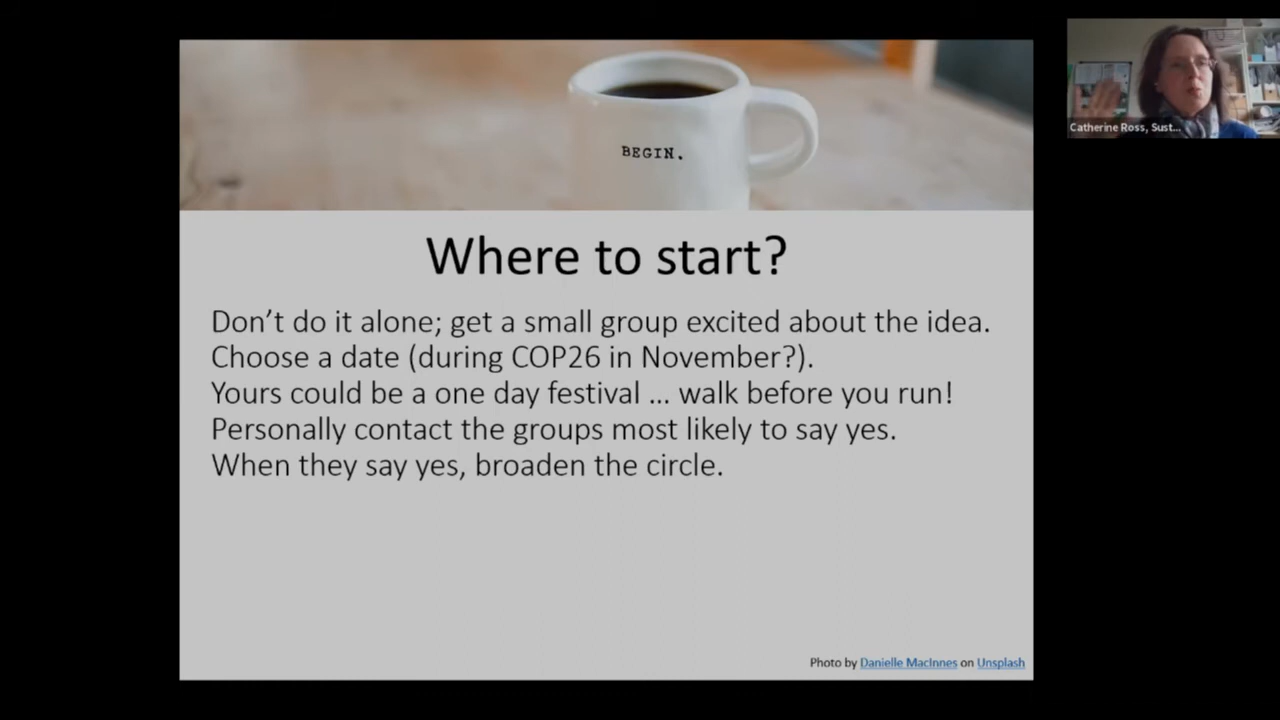 BEGIN.
Catherine Ross, Sust...
Where to start?
Don't do it alone; get a small group excited about the idea.
Choose a date (during COP26 in November?).
Yours could be a one day festival ... walk before you run!
Personally contact the groups most likely to say yes.
When they say yes, broaden the circle.
Photo by Danielle MacInnes on Unsplash